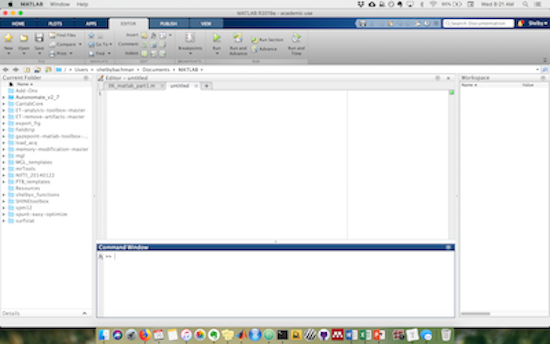 MATLAB Window Help
Wed 8:25 AM
MATLAB R2016a - academic use
HOME PLOTS APPS EDITOR PUBLISH VIEW
Search Documentation Shelby
New Open Save Find Files Compare Print Go To Find Insert Comment Indent Breakpoints Run Run and Advance Run Section Advance Run and Time
/ Users shelbybachman Documents MATLAB
Current Folder
Name
Add-Ons
Autonomate_v2_7
CanlabCore
ET-analysis-toolbox-master
ET-remove-artifacts-master
export_fig
fieldtrip
gazepoint-matlab-toolbox-...
load_acq
memory-modification-master
mgl
MGL_templates
mrTools
NIfTI_20140122
PTB_templates
Resources
shelbys_functions
SHINEtoolbox
spm12
spunt-easy-optimize
surfstat
Details
Editor - untitled
untitled
1
Command Window
fx >>
Workspace
Name Value